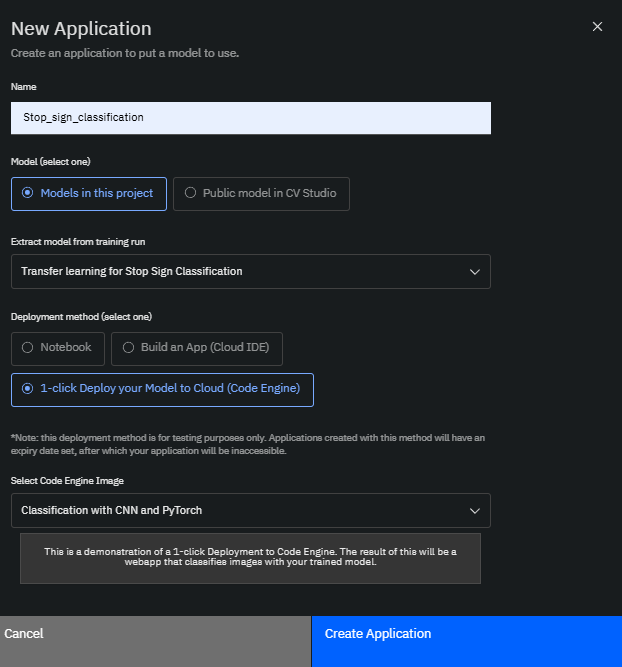 New Application
Create an application to put a model to use.
Name
Stop_sign_classification
Model (select one)
Models in this project
Public model in CV Studio
Extract model from training run
Transfer learning for Stop Sign Classification
Deployment method (select one)
Notebook
Build an App (Cloud IDE)
1-click Deploy your Model to Cloud (Code Engine)
*Note: this deployment method is for testing purposes only. Applications created with this method will have an
expiry date set, after which your application will be inaccessible.
Select Code Engine Image
Classification with CNN and PyTorch
This is a demonstration of a 1-click Deployment to Code Engine. The result of this will be a
webapp that classifies images with your trained model.
Cancel
Create Application